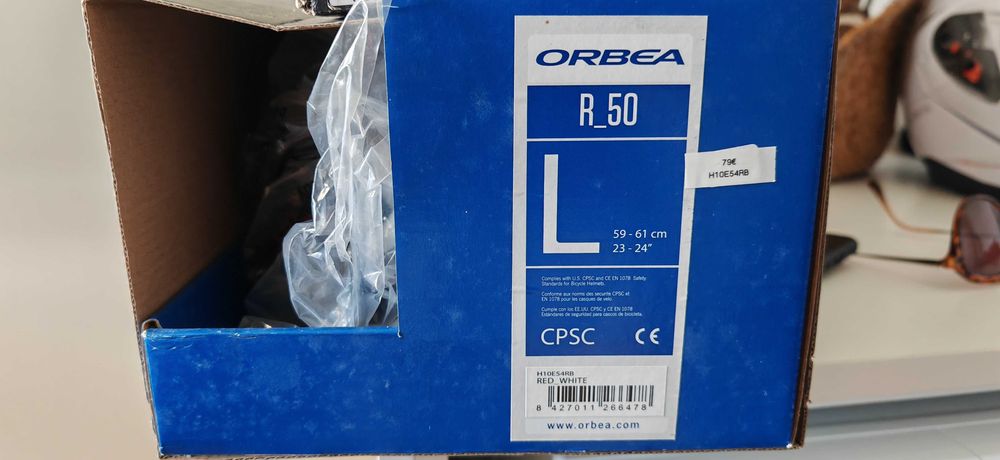 ORBEA
R_50
L
59 - 61 cm
23 - 24"
79€
H10E54RB
Complies with U.S. CPSC and CE EN 1078 Safety
Standards for Bicycle Helmets.
Conforme aux normes des securite CPSC et
EN 1078 pour les casques de velo.
Cumple con los EE.UU. CPSC y CE EN 1078
Estándares de seguridad para cascos de bicicleta.
CPSC CE
H10E54RB
RED_WHITE
8 427011 266478
www.orbea.com